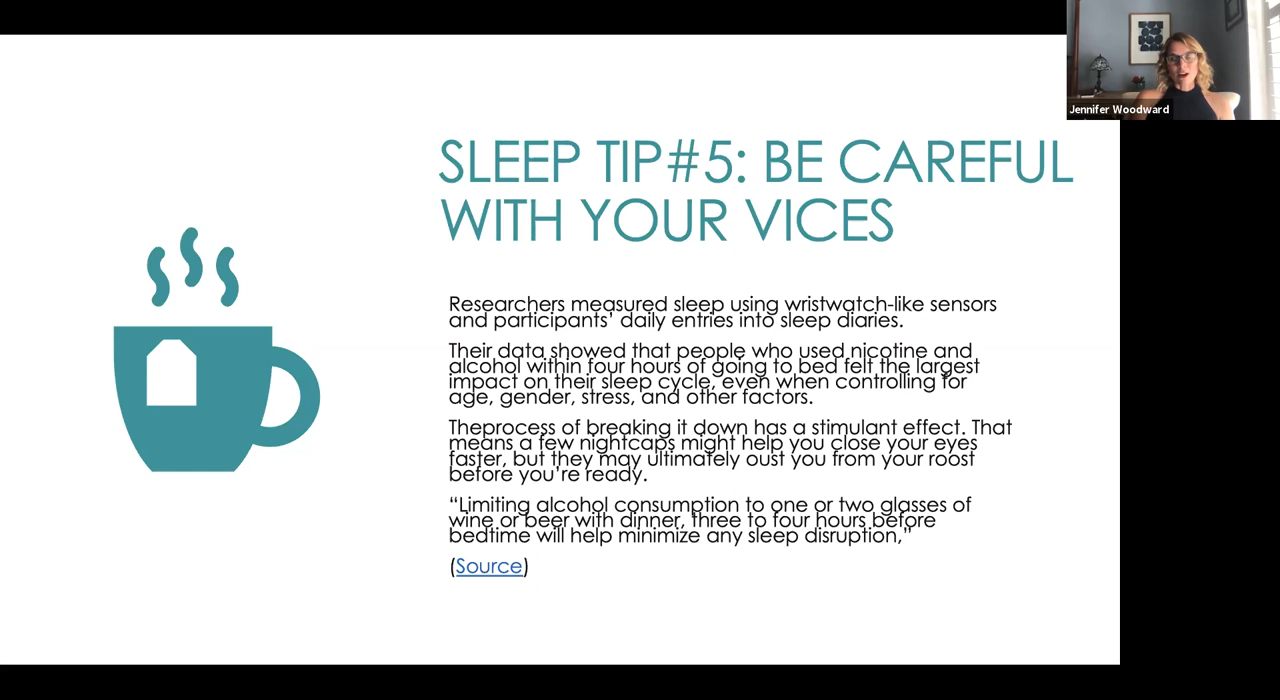 Jennifer Woodward
SLEEP TIP#5: BE CAREFUL
WITH YOUR VICES
Researchers measured sleep using wristwatch-like sensors
and participants’ daily entries into sleep diaries.
Their data showed that people who used nicotine and
alcohol within four hours of going to bed felt the largest
impact on their sleep cycle, even when controlling for
age, gender, stress, and other factors.
Theprocess of breaking it down has a stimulant effect. That
means a few nightcaps might help you close your eyes
faster, but they may ultimately oust you from your roost
before you’re ready.
“Limiting alcohol consumption to one or two glasses of
wine or beer with dinner, three to four hours before
bedtime will help minimize any sleep disruption,”
(Source)